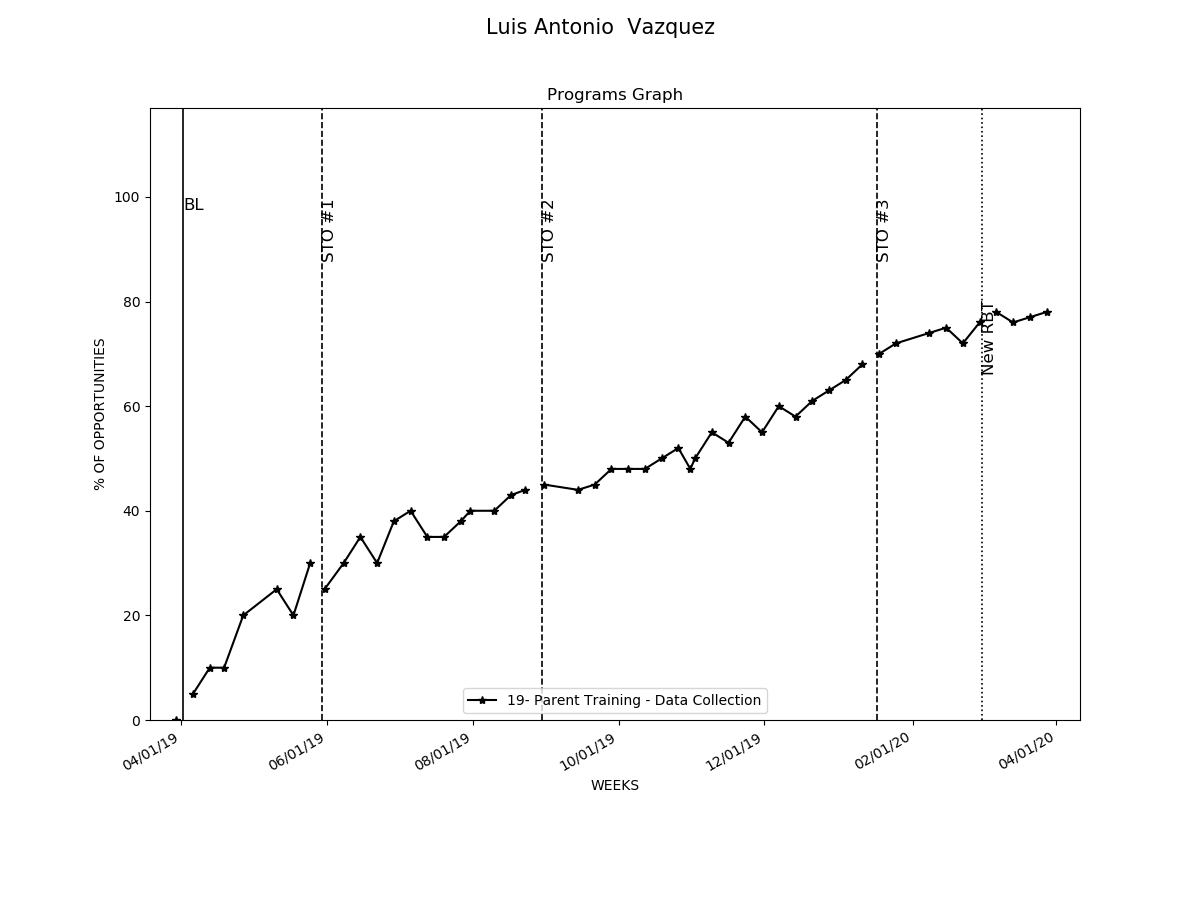 Luis Antonio  Vazquez
Programs Graph
100
80
60
40
20
0
% OF OPPORTUNITIES
BL
STO #1
STO #2
STO #3
New RBT
19- Parent Training - Data Collection
04/01/19
06/01/19
08/01/19
10/01/19
12/01/19
02/01/20
04/01/20
WEEKS